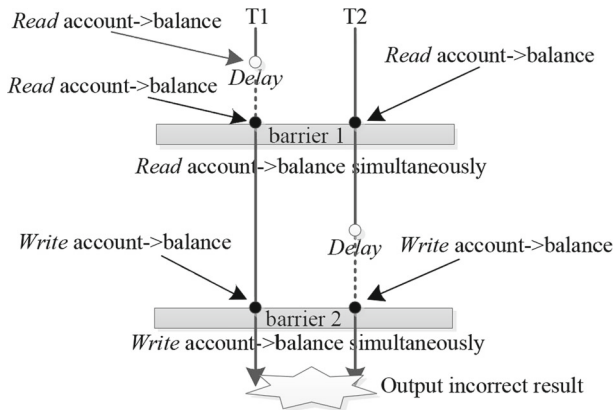 T1 T2
Read account->balance
Delay
Read account->balance
Read account->balance
barrier 1
Read account->balance simultaneously
Delay
Write account->balance
Write account->balance
barrier 2
Write account->balance simultaneously
Output incorrect result